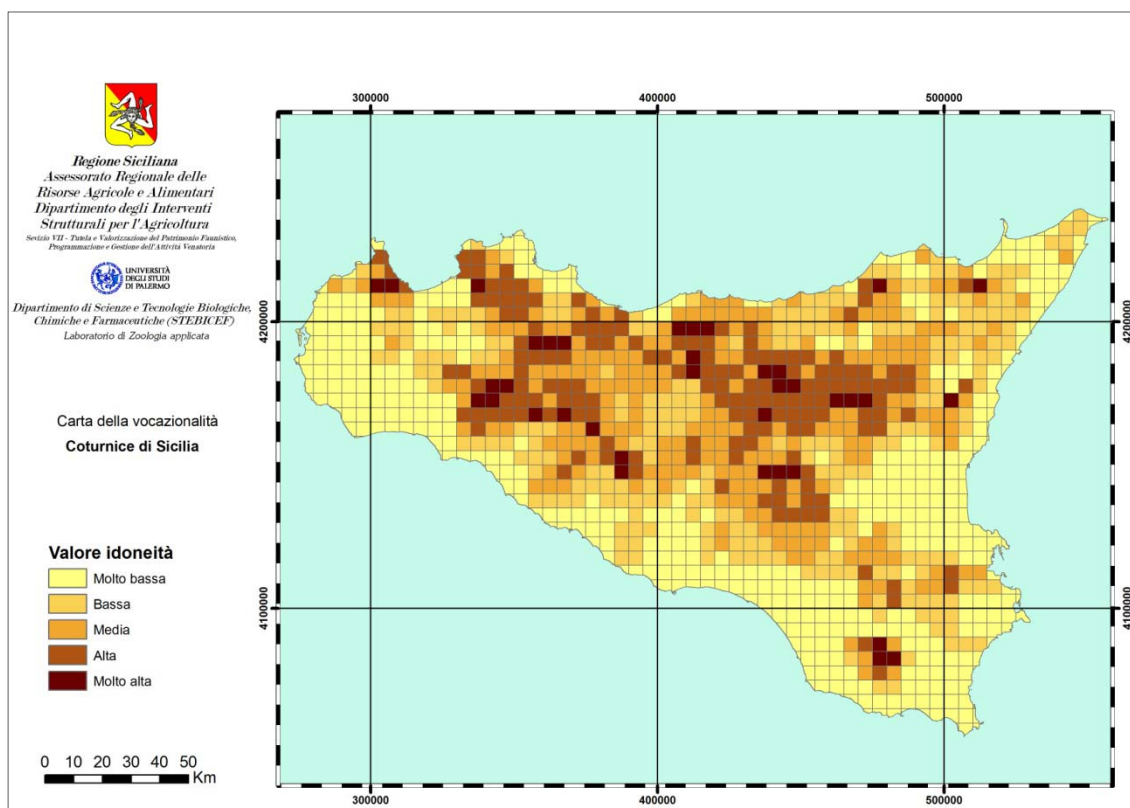 Regione Siciliana
Assessorato Regionale delle
Risorse Agricole e Alimentari
Dipartimento degli Interventi
Strutturali per l'Agricoltura
Sevizio VII - Tutela e Valorizzazione del Patrimonio Faunistico,
Programmazione e Gestione dell'Attività Venatoria
UNIVERSITÀ
DEGLI STUDI
DI PALERMO
Dipartimento di Scienze e Tecnologie Biologiche,
Chimiche e Farmaceutiche (STEBICEF)
Laboratorio di Zoologia applicata
Carta della vocazionalità
Coturnice di Sicilia
Valore idoneità
Molto bassa
Bassa
Media
Alta
Molto alta
0 10 20 30 40 50
Km
300000 400000 500000
4200000 4200000
4100000 4100000
300000 400000 500000